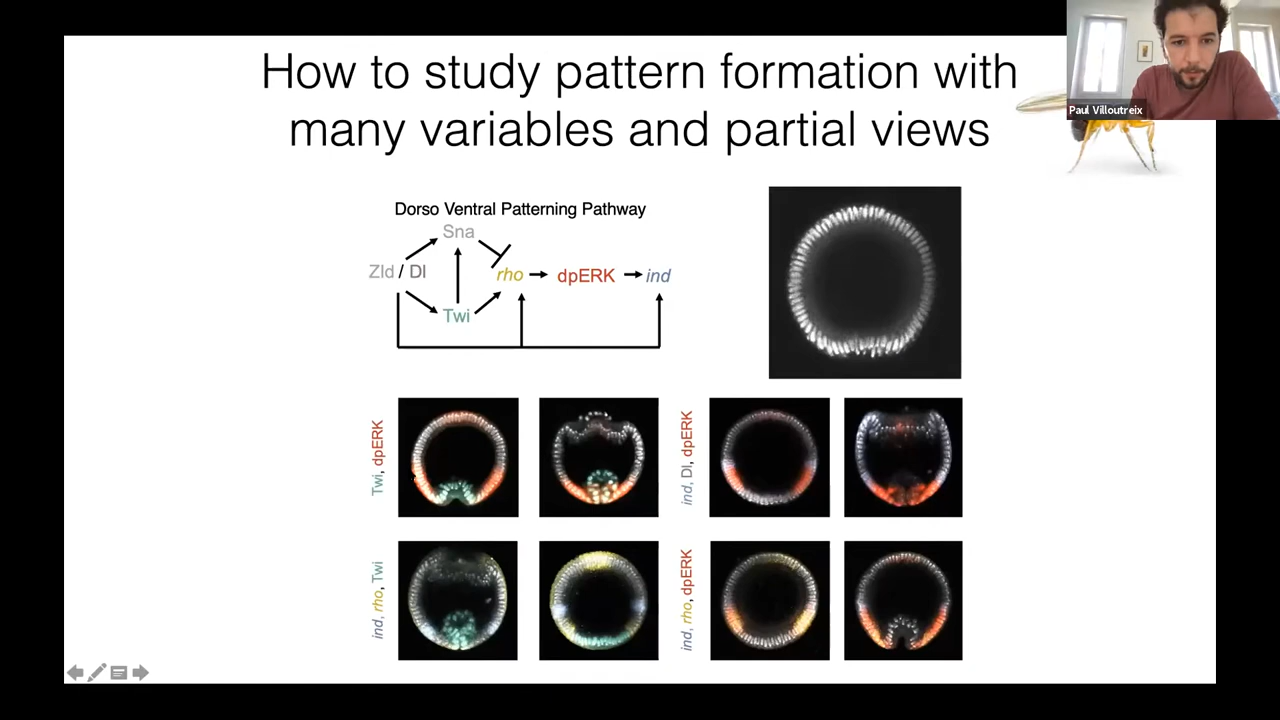 How to study pattern formation with
many variables and partial views
Paul Villoutreix
Dorso Ventral Patterning Pathway
Sna
Zld / Dl
rho
dpERK
ind
Twi
Twi, dpERK
ind, Dl, dpERK
ind, rho, Twi
ind, rho, dpERK